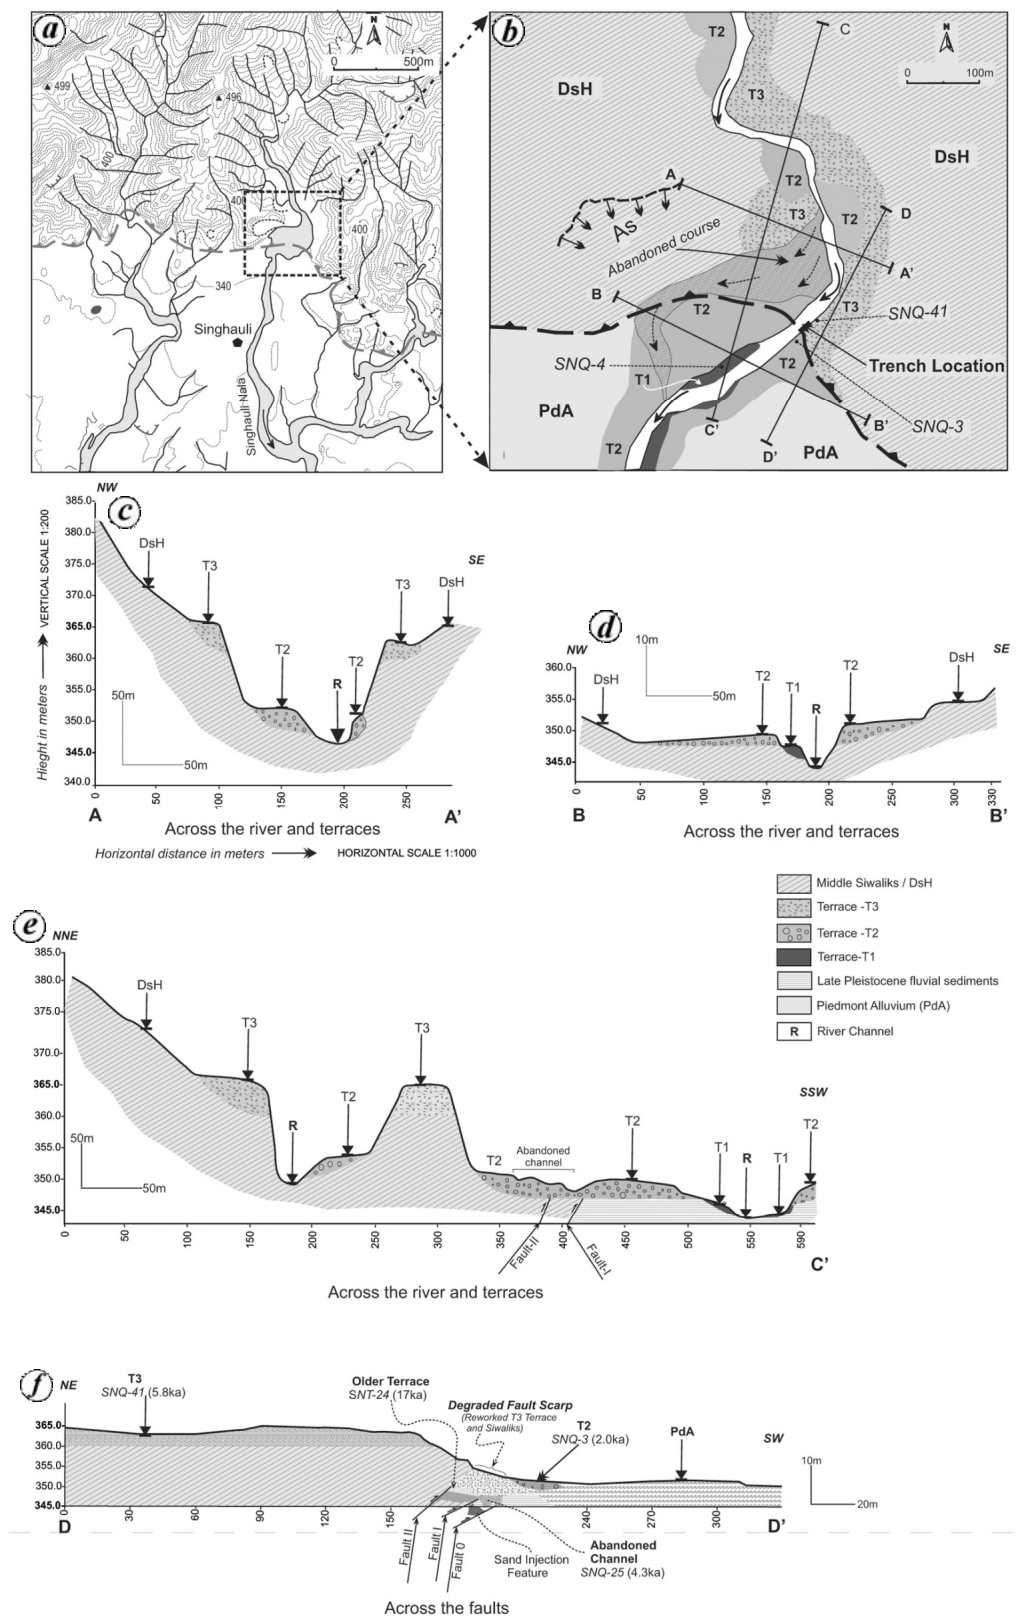 a
N
0 500m
499
496
400
400
400
340
Singhauli
Singhauli Nala
b
N
0 100m
T2
C
DsH
T3
DsH
A
T2
T3
T2
D
As
Abandoned course
A'
B
T2
T3
SNQ-41
SNQ-4
T2
Trench Location
T1
PdA
B'
SNQ-3
C'
T2
D'
PdA
c
NW
SE
385.0
380.0
375.0
370.0
365.0
360.0
355.0
350.0
345.0
340.0
Hieght in meters
VERTICAL SCALE 1:200
DsH
T3
T3
DsH
T2
T2
R
50m
50m
0 50 100 150 200 250
A A'
Across the river and terraces
Horizontal distance in meters HORIZONTAL SCALE 1:1000
d
NW
SE
10m
50m
360.0
355.0
350.0
345.0
DsH
T2
T1
R
T2
DsH
0 50 100 150 200 250 300 330
B B'
Across the river and terraces
Middle Siwaliks / DsH
Terrace -T3
Terrace -T2
Terrace-T1
Late Pleistocene fluvial sediments
Piedmont Alluvium (PdA)
R River Channel
e
NNE
SSW
385.0
380.0
375.0
370.0
365.0
360.0
355.0
350.0
345.0
DsH
T3
R
T2
T3
T2
Abandoned
channel
T2
T1
R
T1
T2
50m
50m
Fault-II
Fault-I
0 50 100 150 200 250 300 350 400 450 500 550 590
C'
Across the river and terraces
f
NE
SW
T3
SNQ-41 (5.8ka)
Older Terrace
SNT-24 (17ka)
Degraded Fault Scarp
(Reworked T3 Terrace
and Siwaliks)
T2
SNQ-3 (2.0ka)
PdA
365.0
360.0
355.0
350.0
345.0
10m
20m
0 30 60 90 120 150 240 270 300
D D'
Fault II
Fault I
Fault 0
Sand Injection
Feature
Abandoned
Channel
SNQ-25 (4.3ka)
Across the faults